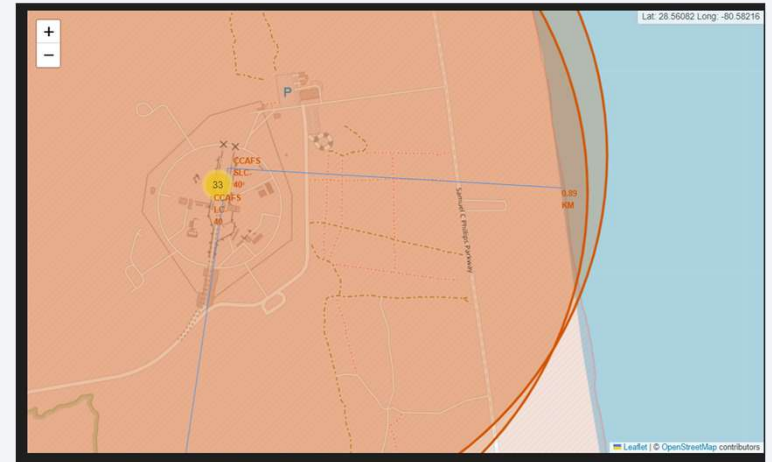 +
Lat: 28.56082 Long: -80.58216
−
P
CCAFS
SLC-
40
33
CCAFS
LC-
40
0.89
KM
Samuel C Phillips Parkway
Leaflet | © OpenStreetMap contributors